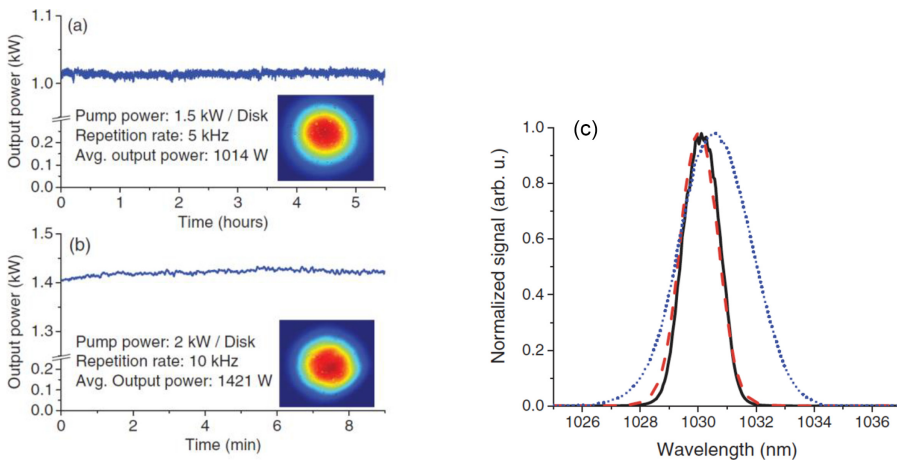 (a)
1.1
1.0
0.2
0.1
0.0
Output power (kW)
Pump power: 1.5 kW / Disk
Repetition rate: 5 kHz
Avg. output power: 1014 W
0 1 2 3 4 5
Time (hours)
(b)
1.5
1.4
1.3
0.2
0.1
0.0
Output power (kW)
Pump power: 2 kW / Disk
Repetition rate: 10 kHz
Avg. Output power: 1421 W
0 2 4 6 8
Time (min)
(c)
1.0
0.8
0.6
0.4
0.2
0.0
Normalized signal (arb. u.)
1026 1028 1030 1032 1034 1036
Wavelength (nm)